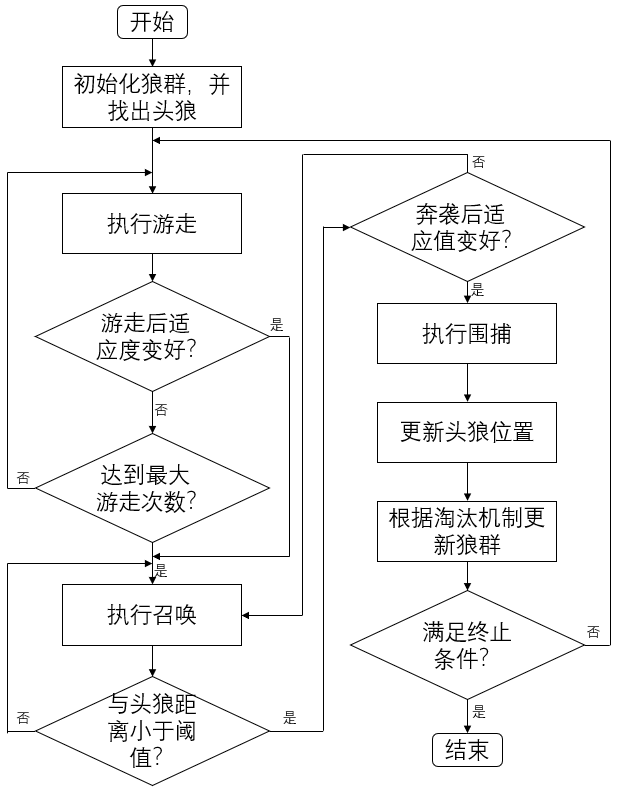 开始
初始化狼群，并
找出头狼
执行游走
游走后适
应度变好？
是
否
达到最大
游走次数？
否
是
执行召唤
与头狼距
离小于阈
值？
否
是
否
奔袭后适
应值变好？
是
执行围捕
更新头狼位置
根据淘汰机制更
新狼群
满足终止
条件？
否
是
结束